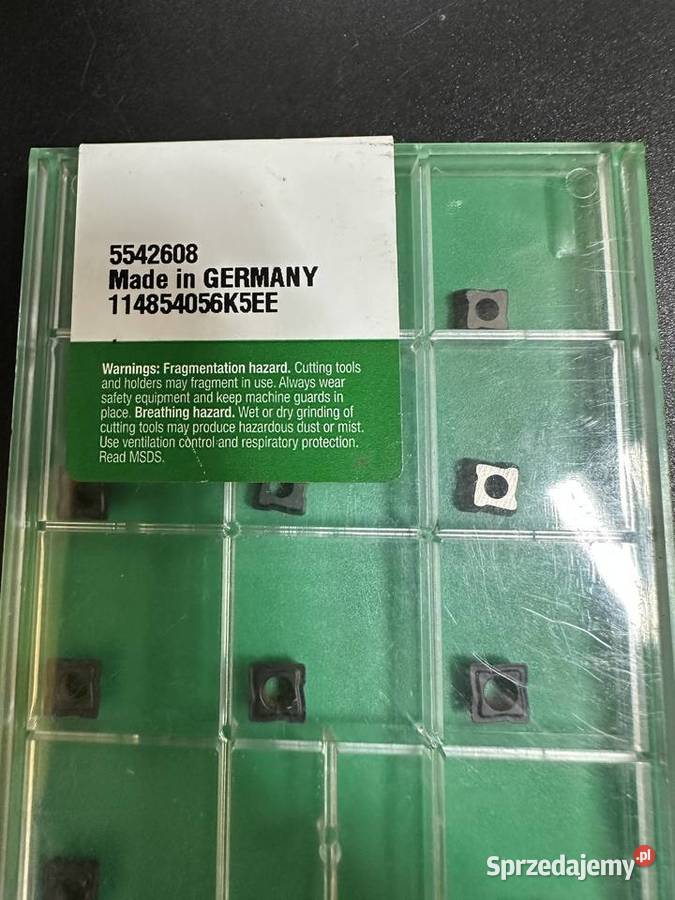 5542608
Made in GERMANY
114854056K5EE
Warnings: Fragmentation hazard. Cutting tools
and holders may fragment in use. Always wear
safety equipment and keep machine guards in
place. Breathing hazard. Wet or dry grinding of
cutting tools may produce hazardous dust or mist.
Use ventilation control and respiratory protection.
Read MSDS.
Sprzedajemy.pl